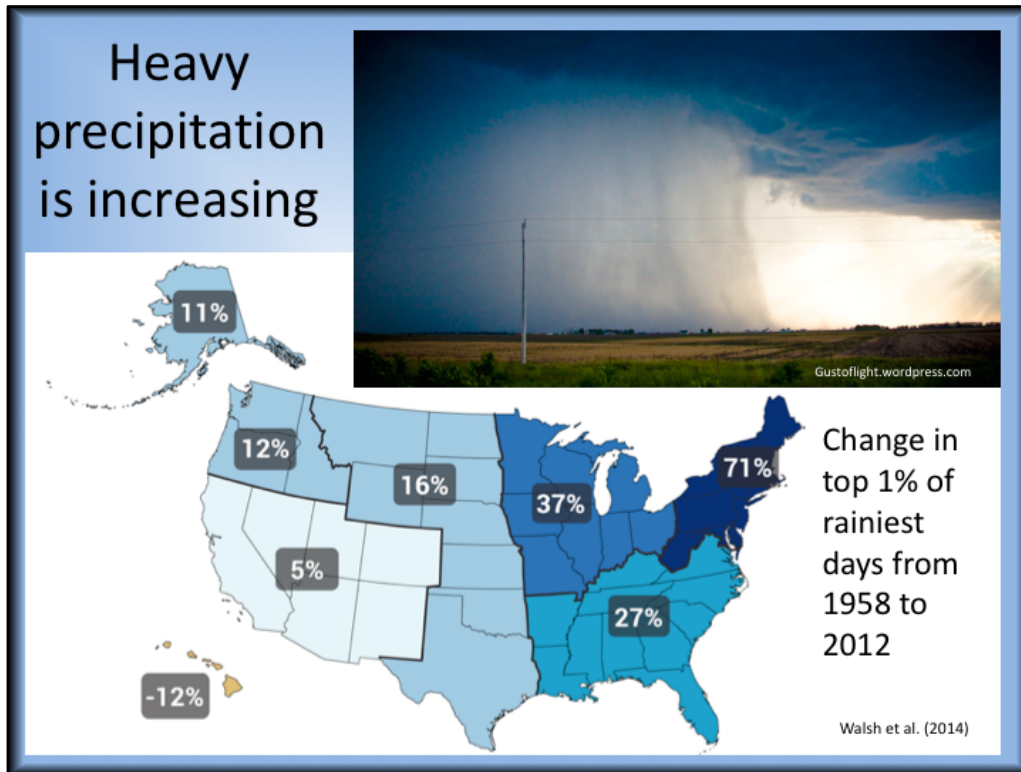 Heavy
precipitation
is increasing
Gustoflight.wordpress.com
11%
12%
16%
37%
71%
5%
27%
-12%
Change in
top 1% of
rainiest
days from
1958 to
2012
Walsh et al. (2014)